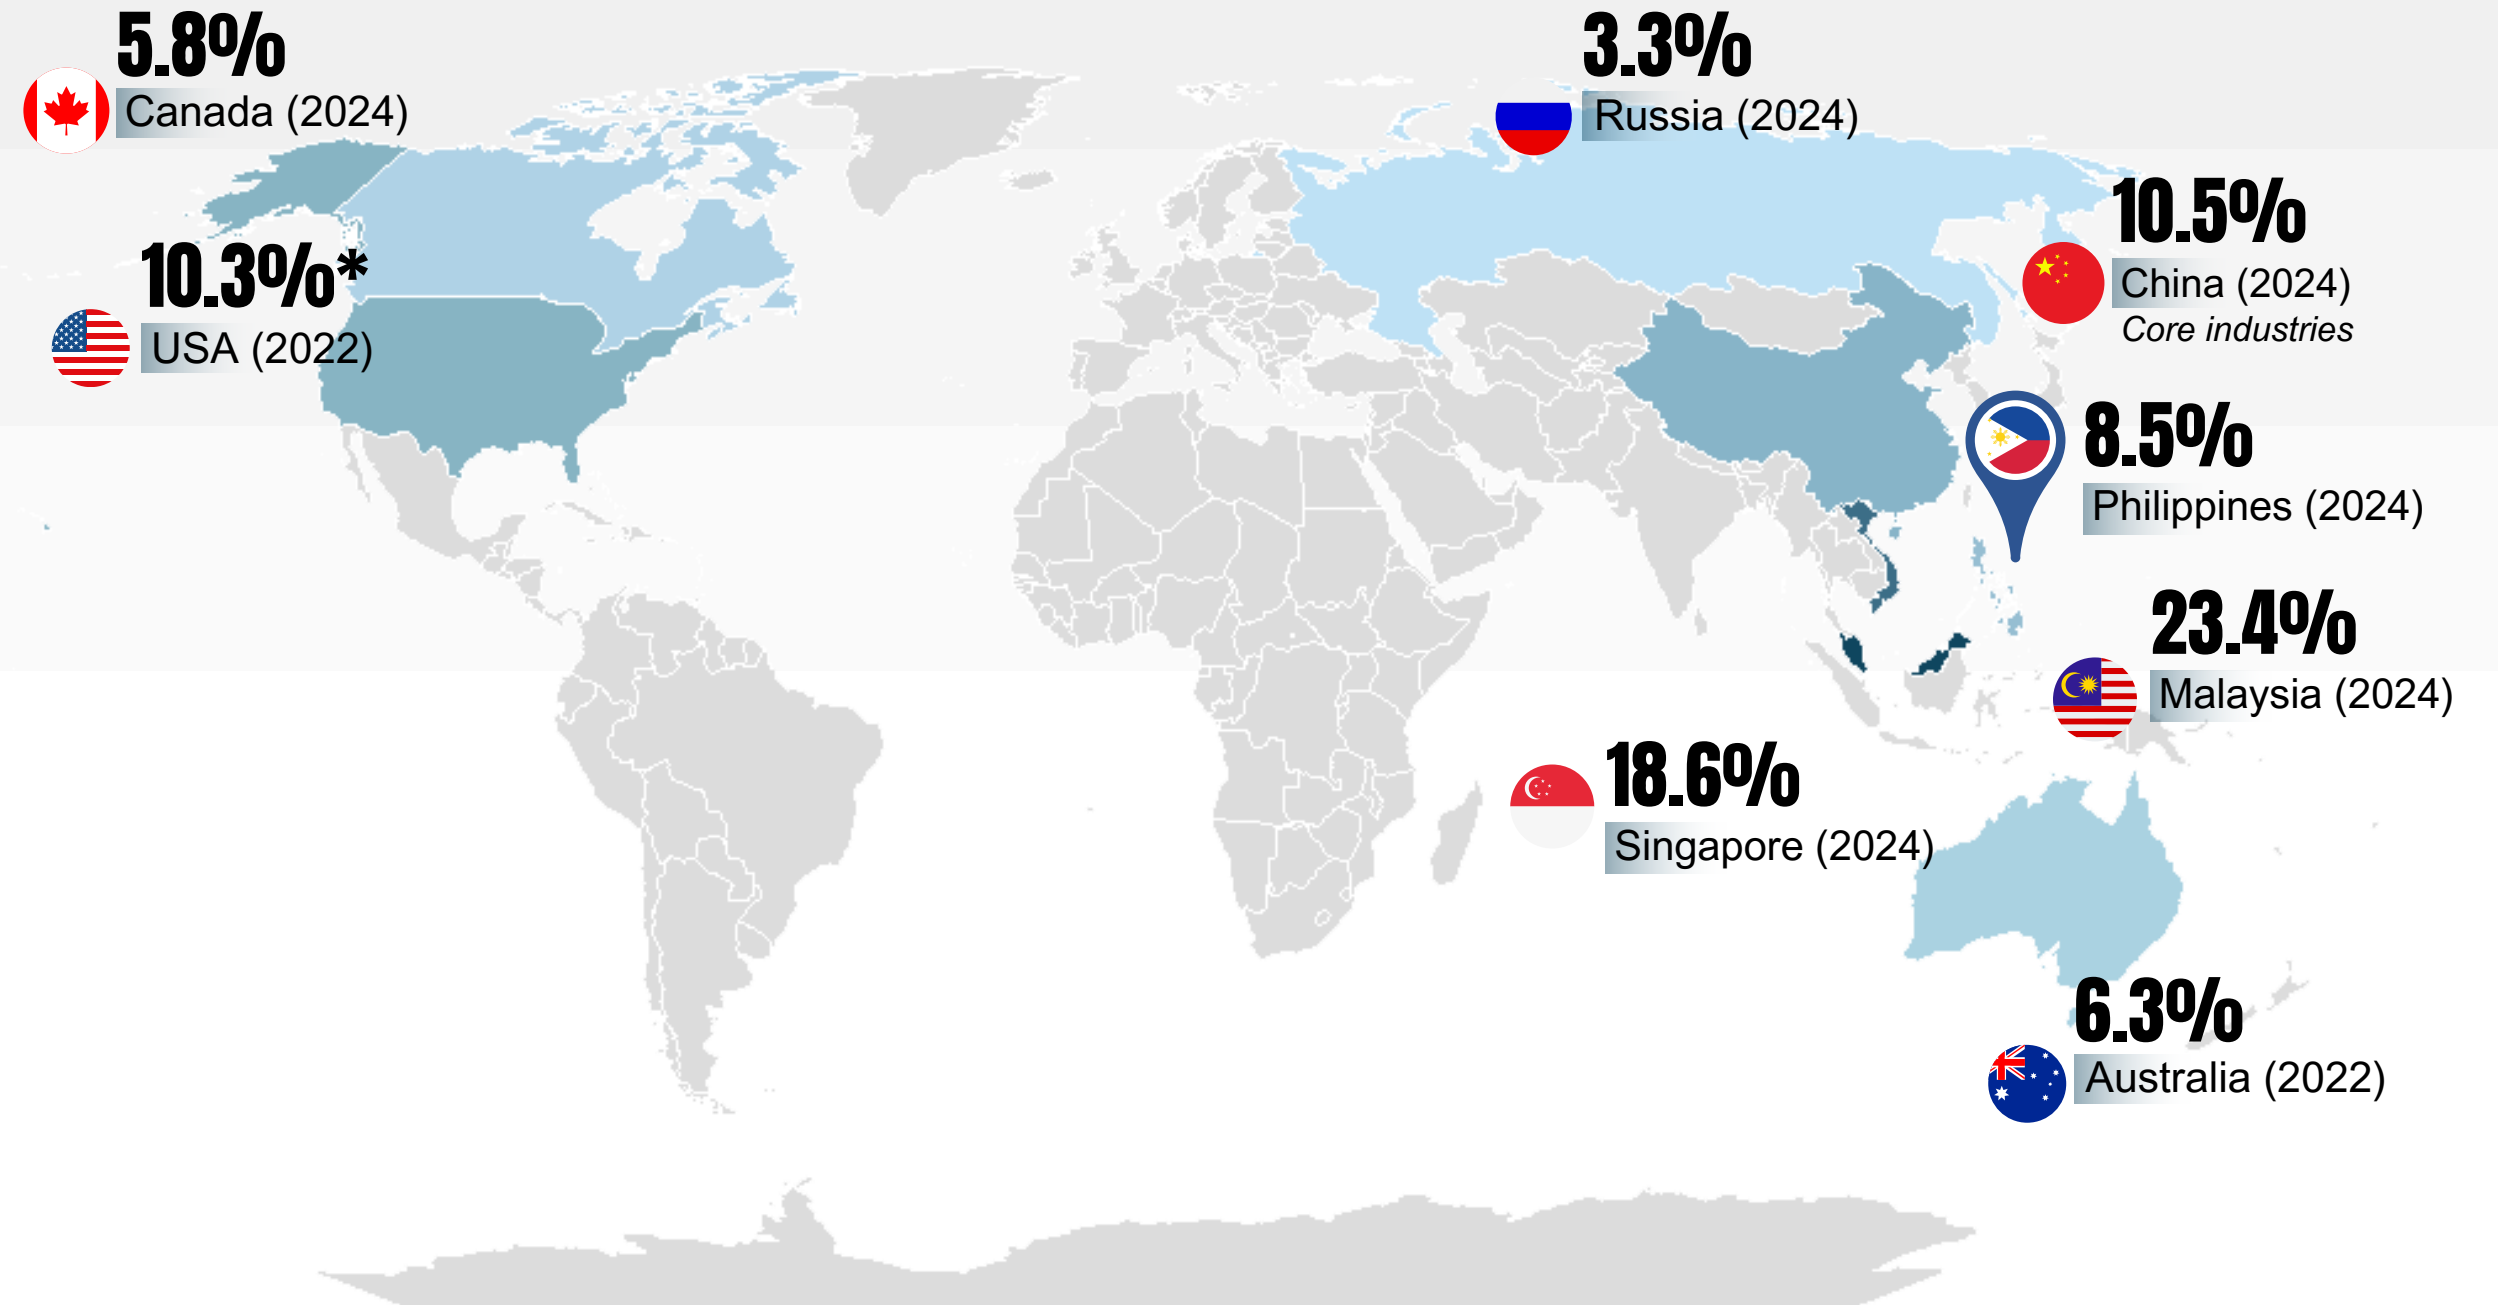 5.8%
Canada (2024)
3.3%
Russia (2024)
10.5%
China (2024)
Core industries
10.3%*
USA (2022)
8.5%
Philippines (2024)
23.4%
Malaysia (2024)
18.6%
Singapore (2024)
6.3%
Australia (2022)